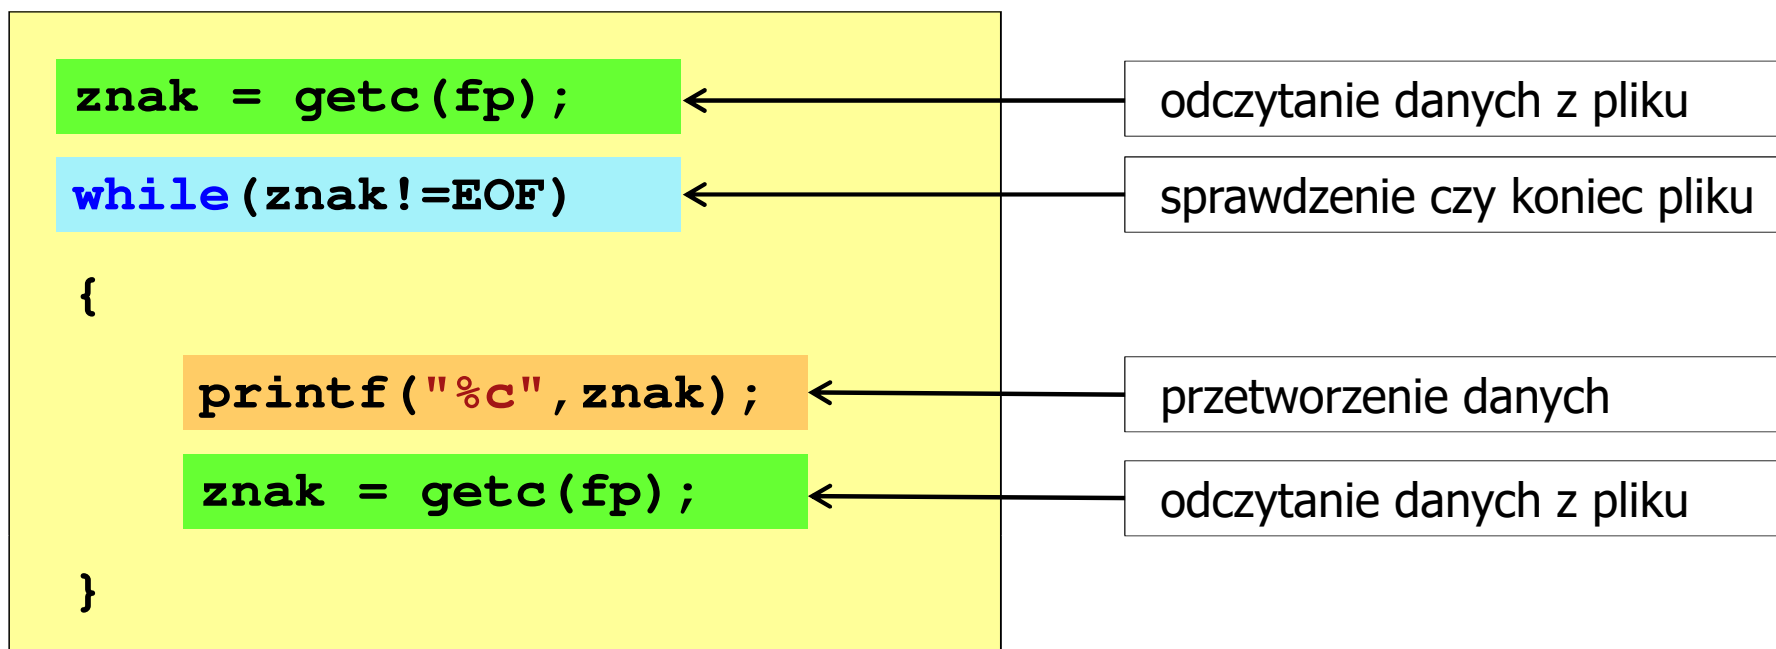 znak = getc(fp);
odczytanie danych z pliku
while(znak!=EOF)
sprawdzenie czy koniec pliku
{
printf("%c",znak);
przetworzenie danych
znak = getc(fp);
odczytanie danych z pliku
}